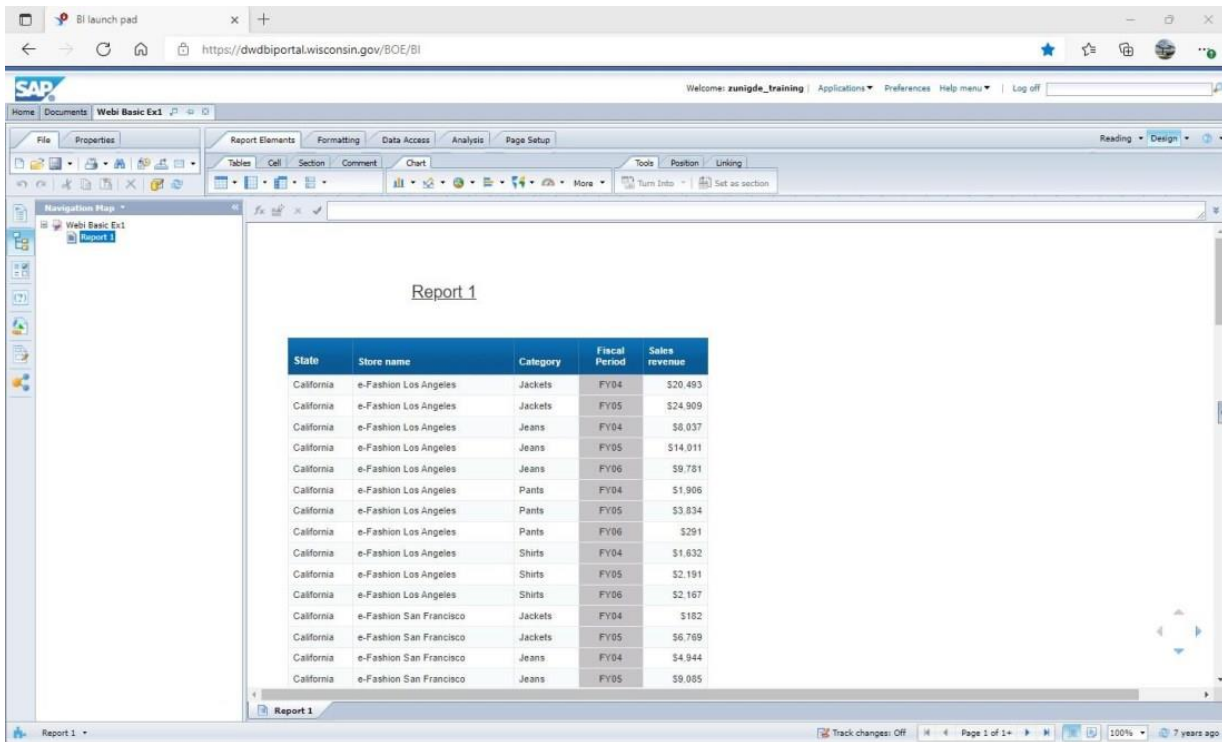 BI launch pad
https://dwdbiportal.wisconsin.gov/BOE/BI
SAP
Welcome: zunigde_training | Applications Preferences Help menu | Log off
Home Documents Webi Basic Ex1
File Properties Report Elements Formatting Data Access Analysis Page Setup Reading Design
Tables Cell Section Comment Chart Tools Position Linking
More Turn Into Set as section
Navigation Map
Webi Basic Ex1
Report 1
Report 1
State Store name Category Fiscal Period Sales revenue
California e-Fashion Los Angeles Jackets FY04 $20,493
California e-Fashion Los Angeles Jackets FY05 $24,909
California e-Fashion Los Angeles Jeans FY04 $8,037
California e-Fashion Los Angeles Jeans FY05 $14,011
California e-Fashion Los Angeles Jeans FY06 $9,781
California e-Fashion Los Angeles Pants FY04 $1,906
California e-Fashion Los Angeles Pants FY05 $3,834
California e-Fashion Los Angeles Pants FY06 $291
California e-Fashion Los Angeles Shirts FY04 $1,632
California e-Fashion Los Angeles Shirts FY05 $2,191
California e-Fashion Los Angeles Shirts FY06 $2,167
California e-Fashion San Francisco Jackets FY04 $182
California e-Fashion San Francisco Jackets FY05 $6,769
California e-Fashion San Francisco Jeans FY04 $4,944
California e-Fashion San Francisco Jeans FY05 $9,085
Report 1
Report 1 Track changes: Off Page 1 of 1+ 100% 7 years ago